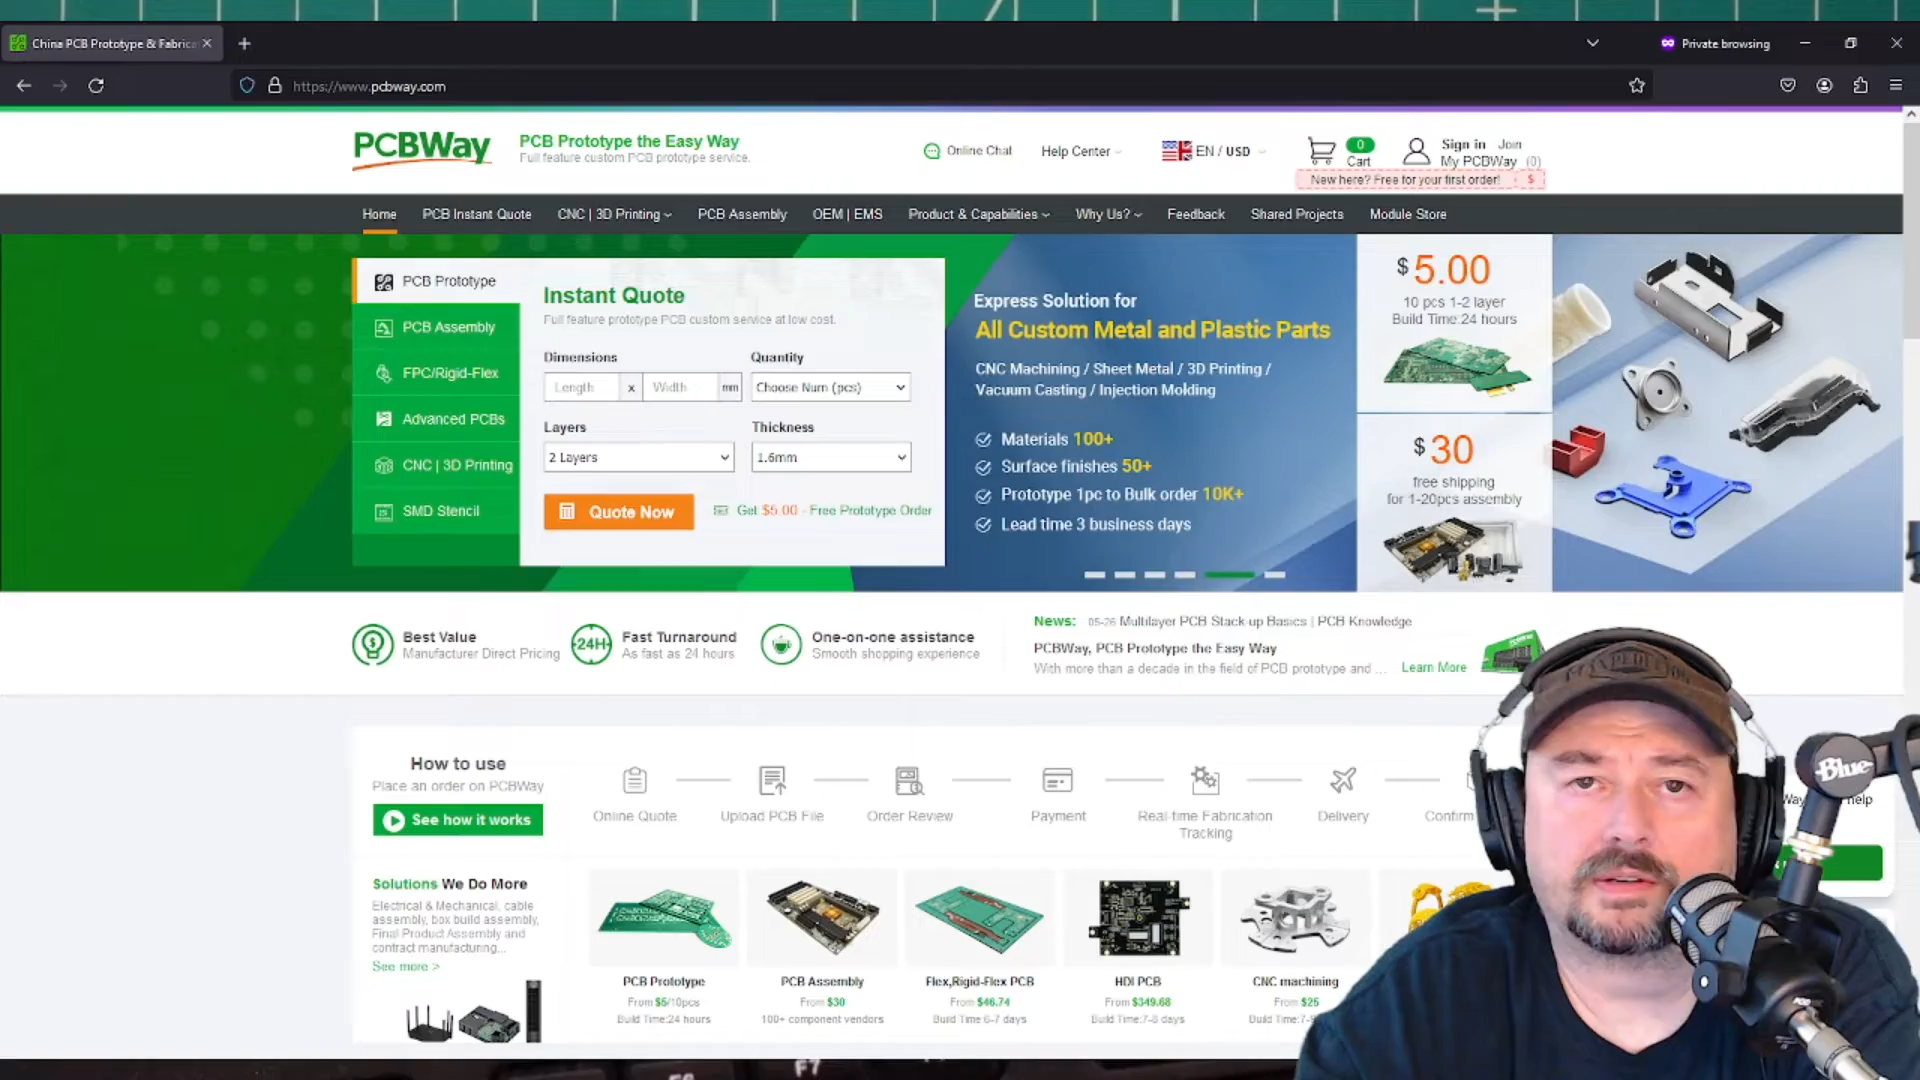 China PCB Prototype & Fabrica
Private browsing
https://www.pcbway.com
PCBWay
PCB Prototype the Easy Way
Full feature custom PCB prototype service.
Online Chat
Help Center
EN / USD
0
Cart
Sign in Join
My PCBWay (0)
New here? Free for your first order! $
Home
PCB Instant Quote
CNC | 3D Printing
PCB Assembly
OEM | EMS
Product & Capabilities
Why Us?
Feedback
Shared Projects
Module Store
PCB Prototype
PCB Assembly
FPC/Rigid-Flex
Advanced PCBs
CNC | 3D Printing
SMD Stencil
Instant Quote
Full feature prototype PCB custom service at low cost.
Dimensions
Length x Width mm
Quantity
Choose Num (pcs)
Layers
2 Layers
Thickness
1.6mm
Quote Now
Get $5.00 - Free Prototype Order
Express Solution for
All Custom Metal and Plastic Parts
CNC Machining / Sheet Metal / 3D Printing /
Vacuum Casting / Injection Molding
Materials 100+
Surface finishes 50+
Prototype 1pc to Bulk order 10K+
Lead time 3 business days
$5.00
10 pcs 1-2 layer
Build Time:24 hours
$30
free shipping
for 1-20pcs assembly
Best Value
Manufacturer Direct Pricing
24H
Fast Turnaround
As fast as 24 hours
One-on-one assistance
Smooth shopping experience
News: 05-26 Multilayer PCB Stack-up Basics | PCB Knowledge
PCBWay, PCB Prototype the Easy Way
With more than a decade in the field of PCB prototype and ... Learn More
How to use
Place an order on PCBWay
See how it works
Online Quote
Upload PCB File
Order Review
Payment
Real-time Fabrication
Tracking
Delivery
Confirm
Solutions We Do More
Electrical & Mechanical, cable
assembly, box build assembly,
Final Product Assembly and
contract manufacturing...
See more >
PCB Prototype
From $5/10pcs
Build Time:24 hours
PCB Assembly
From $30
100+ component vendors
Flex,Rigid-Flex PCB
From $46.74
Build Time:6-7 days
HDI PCB
From $349.68
Build Time:7-8 days
CNC machining
From $25
Build Time:7-
Blue
Way
help
F7